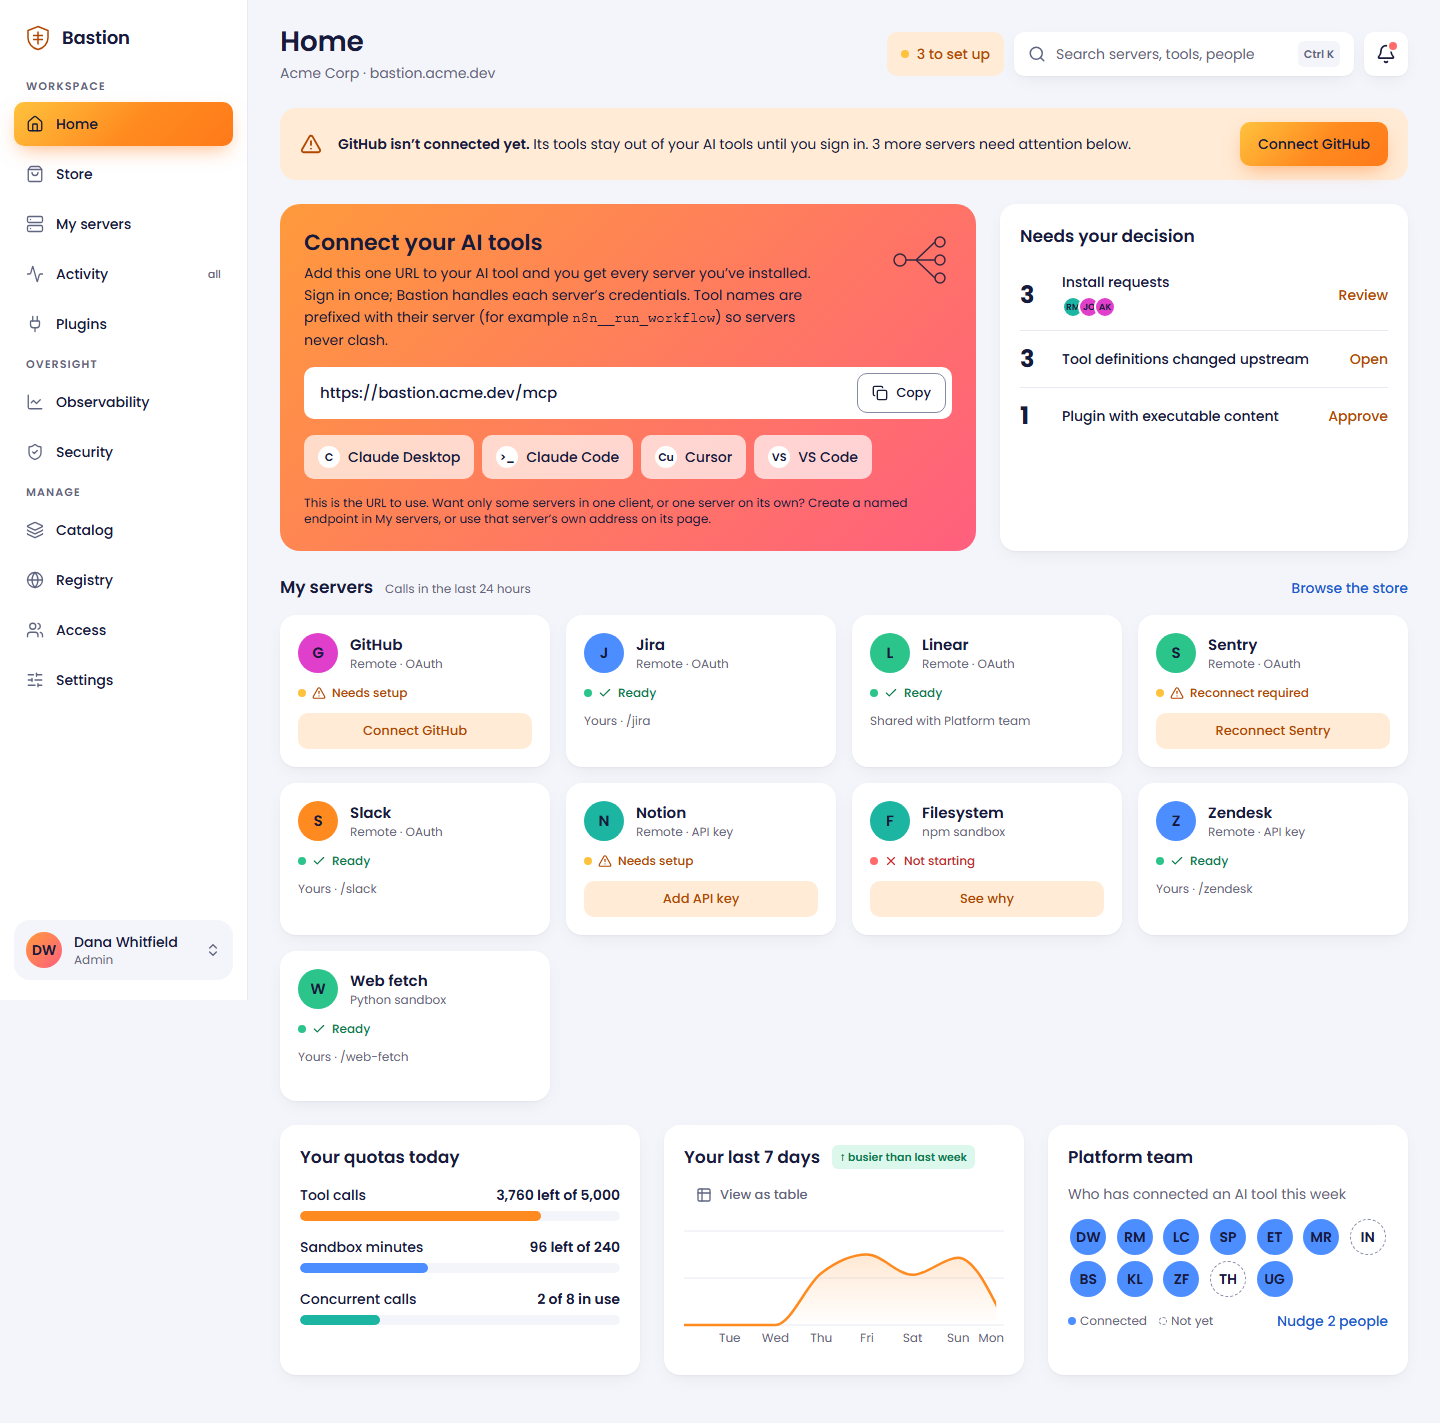 Bastion
WORKSPACE
Home
Store
My servers
Activity all
Plugins
OVERSIGHT
Observability
Security
MANAGE
Catalog
Registry
Access
Settings
DW Dana Whitfield
Admin
Home
Acme Corp · bastion.acme.dev
3 to set up
Search servers, tools, people Ctrl K
GitHub isn’t connected yet. Its tools stay out of your AI tools until you sign in. 3 more servers need attention below.
Connect GitHub
Connect your AI tools
Add this one URL to your AI tool and you get every server you’ve installed.
Sign in once; Bastion handles each server’s credentials. Tool names are
prefixed with their server (for example n8n__run_workflow) so servers
never clash.
https://bastion.acme.dev/mcp Copy
C Claude Desktop
>_ Claude Code
Cu Cursor
VS VS Code
This is the URL to use. Want only some servers in one client, or one server on its own? Create a named
endpoint in My servers, or use that server’s own address on its page.
Needs your decision
3 Install requests Review
AK
3 Tool definitions changed upstream Open
1 Plugin with executable content Approve
My servers Calls in the last 24 hours Browse the store
G GitHub
Remote · OAuth
Needs setup
Connect GitHub
J Jira
Remote · OAuth
Ready
Yours · /jira
L Linear
Remote · OAuth
Ready
Shared with Platform team
S Sentry
Remote · OAuth
Reconnect required
Reconnect Sentry
S Slack
Remote · OAuth
Ready
Yours · /slack
N Notion
Remote · API key
Needs setup
Add API key
F Filesystem
npm sandbox
Not starting
See why
Z Zendesk
Remote · API key
Ready
Yours · /zendesk
W Web fetch
Python sandbox
Ready
Yours · /web-fetch
Your quotas today
Tool calls 3,760 left of 5,000
Sandbox minutes 96 left of 240
Concurrent calls 2 of 8 in use
Your last 7 days ↑ busier than last week
View as table
Tue Wed Thu Fri Sat Sun Mon
Platform team
Who has connected an AI tool this week
DW RM LC SP ET MR IN
BS KL ZF TH UG
Connected Not yet Nudge 2 people